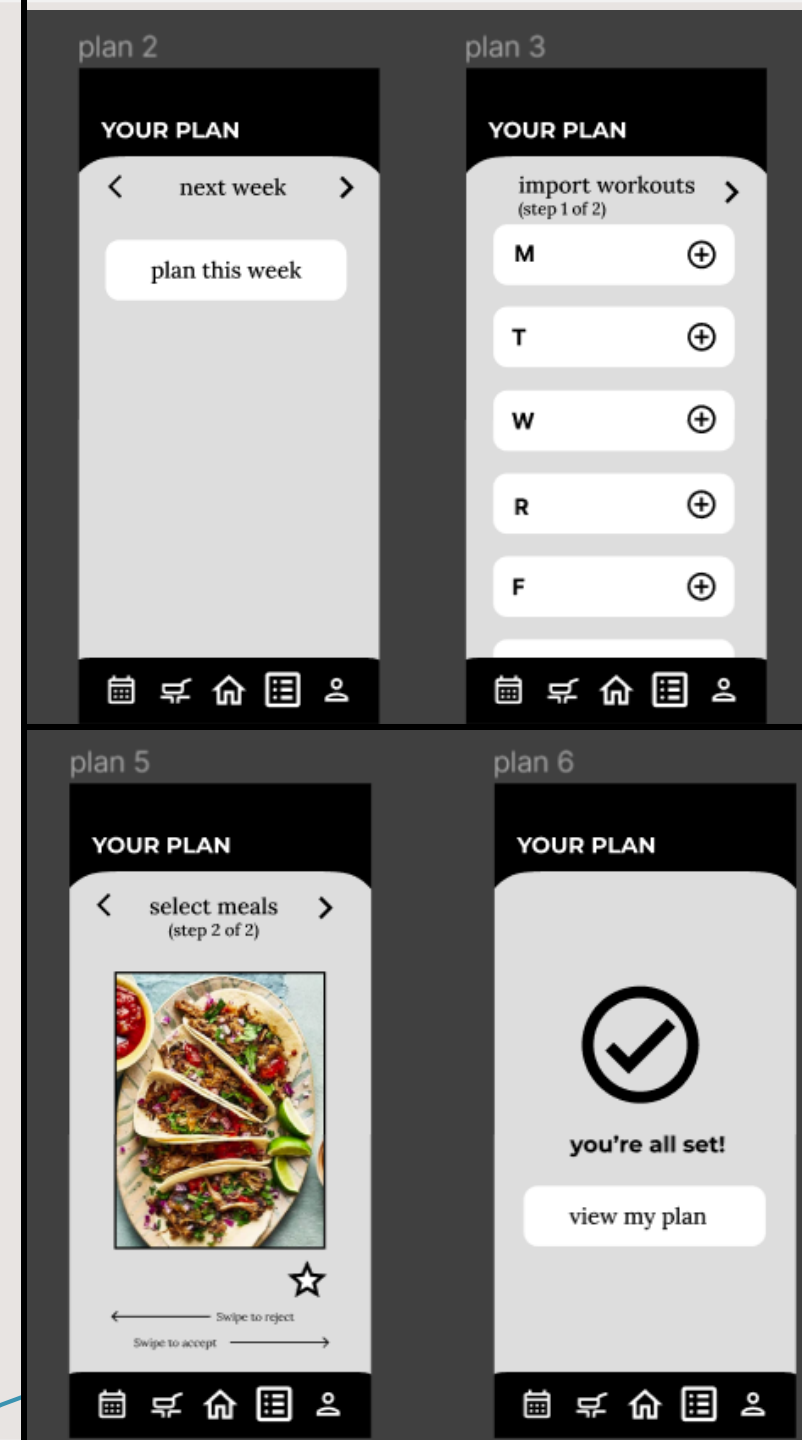 plan 2
YOUR PLAN
next week
plan this week
plan 3
YOUR PLAN
import workouts
(step 1 of 2)
M
T
W
R
F
plan 5
YOUR PLAN
select meals
(step 2 of 2)
Swipe to reject
Swipe to accept
plan 6
YOUR PLAN
you're all set!
view my plan